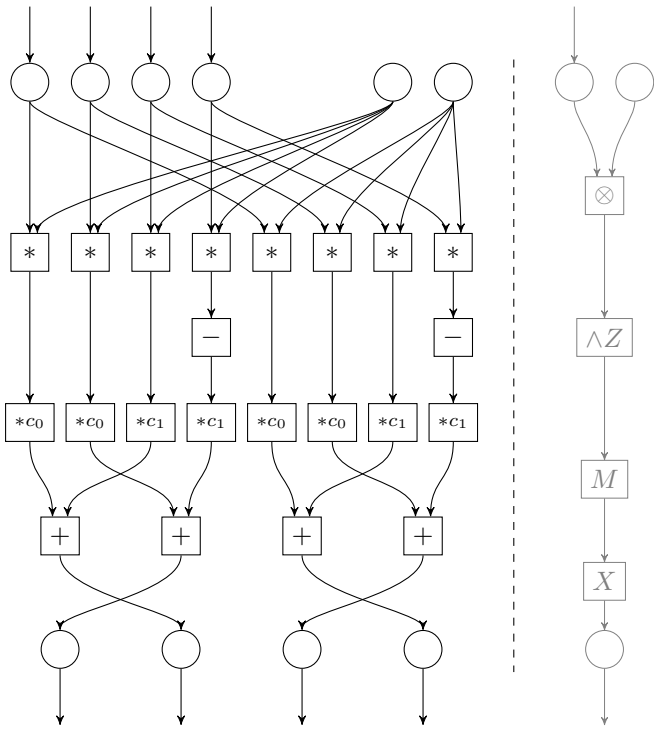 ⊗
* * * * * * * *
− − ∧Z
*c₀ *c₀ *c₁ *c₁ *c₀ *c₀ *c₁ *c₁
M
+ + + +
X